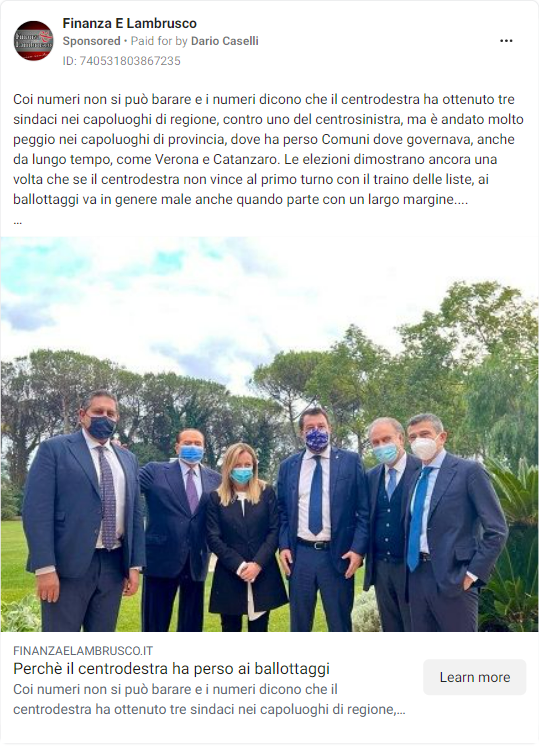 Finanza E Lambrusco
Sponsored • Paid for by Dario Caselli
ID: 740531803867235
Coi numeri non si può barare e i numeri dicono che il centrodestra ha ottenuto tre
sindaci nei capoluoghi di regione, contro uno del centrosinistra, ma è andato molto
peggio nei capoluoghi di provincia, dove ha perso Comuni dove governava, anche
da lungo tempo, come Verona e Catanzaro. Le elezioni dimostrano ancora una
volta che se il centrodestra non vince al primo turno con il traino delle liste, ai
ballottaggi va in genere male anche quando parte con un largo margine....
...
FINANZAELAMBRUSCO.IT
Perchè il centrodestra ha perso ai ballottaggi
Coi numeri non si può barare e i numeri dicono che il
centrodestra ha ottenuto tre sindaci nei capoluoghi di regione,...
Learn more